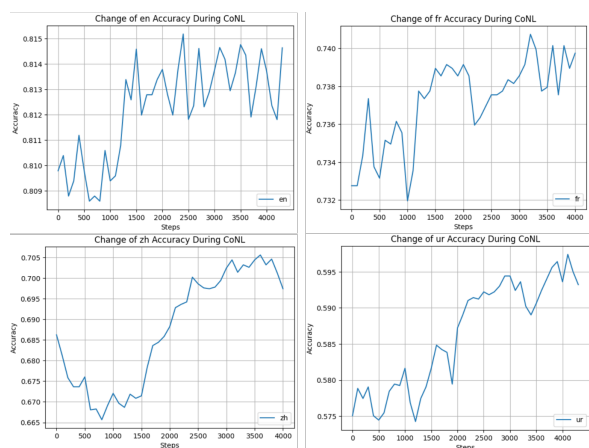 Change of en Accuracy During CoNL
0.815
0.814
0.813
0.812
0.811
0.810
0.809
Accuracy
0 500 1000 1500 2000 2500 3000 3500 4000
Steps
en
Change of fr Accuracy During CoNL
0.740
0.738
0.736
0.734
0.732
Accuracy
0 500 1000 1500 2000 2500 3000 3500 4000
Steps
fr
Change of zh Accuracy During CoNL
0.705
0.700
0.695
0.690
0.685
0.680
0.675
0.670
0.665
Accuracy
0 500 1000 1500 2000 2500 3000 3500 4000
Steps
zh
Change of ur Accuracy During CoNL
0.595
0.590
0.585
0.580
0.575
Accuracy
0 500 1000 1500 2000 2500 3000 3500 4000
Steps
ur